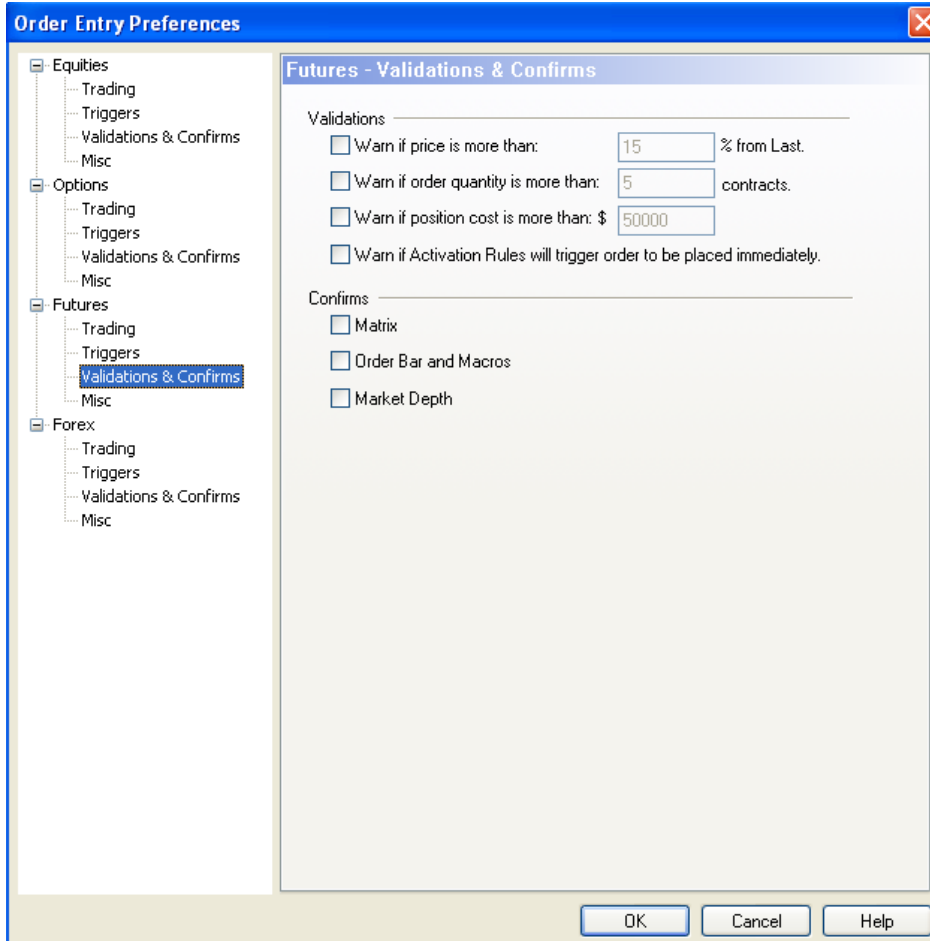 Order Entry Preferences
Equities
Trading
Triggers
Validations & Confirms
Misc
Options
Trading
Triggers
Validations & Confirms
Misc
Futures
Trading
Triggers
Validations & Confirms
Misc
Forex
Trading
Triggers
Validations & Confirms
Misc
Futures - Validations & Confirms
Validations
Warn if price is more than: 15 % from Last.
Warn if order quantity is more than: 5 contracts.
Warn if position cost is more than: $ 50000
Warn if Activation Rules will trigger order to be placed immediately.
Confirms
Matrix
Order Bar and Macros
Market Depth
OK Cancel Help